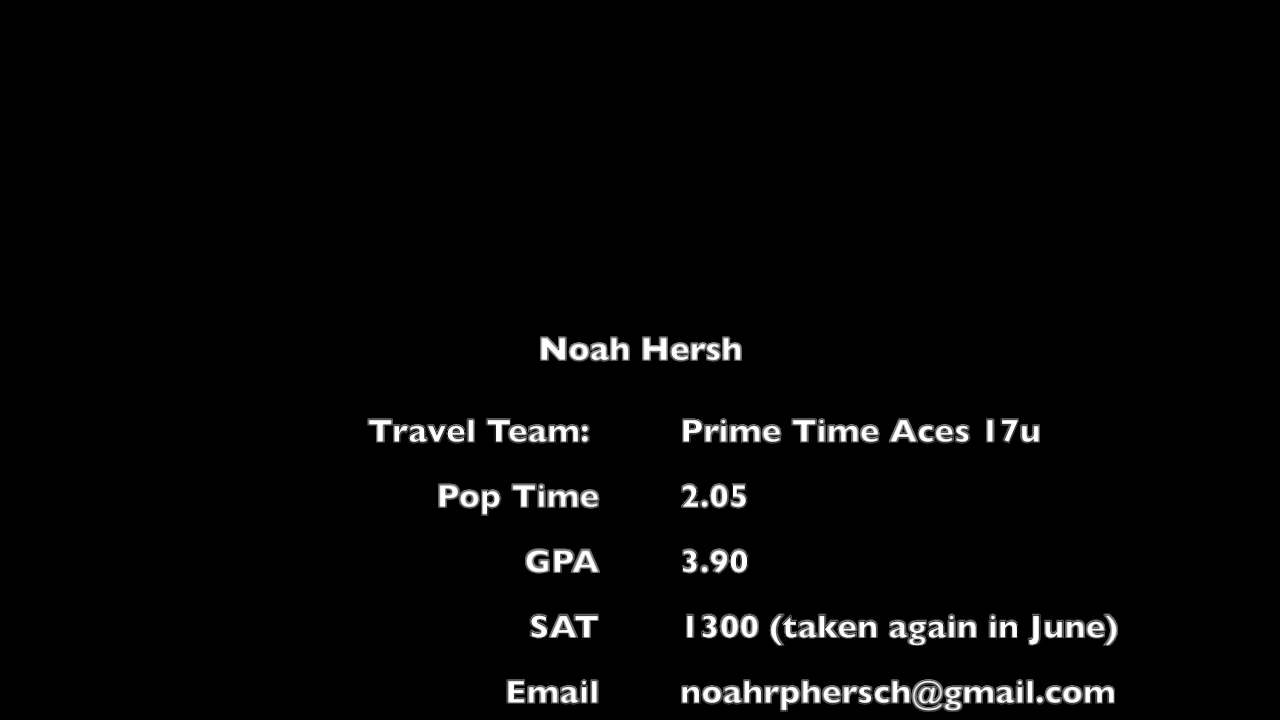 Noah Hersh
Travel Team: Prime Time Aces 17u
Pop Time 2.05
GPA 3.90
SAT 1300 (taken again in June)
Email noahrphersch@gmail.com